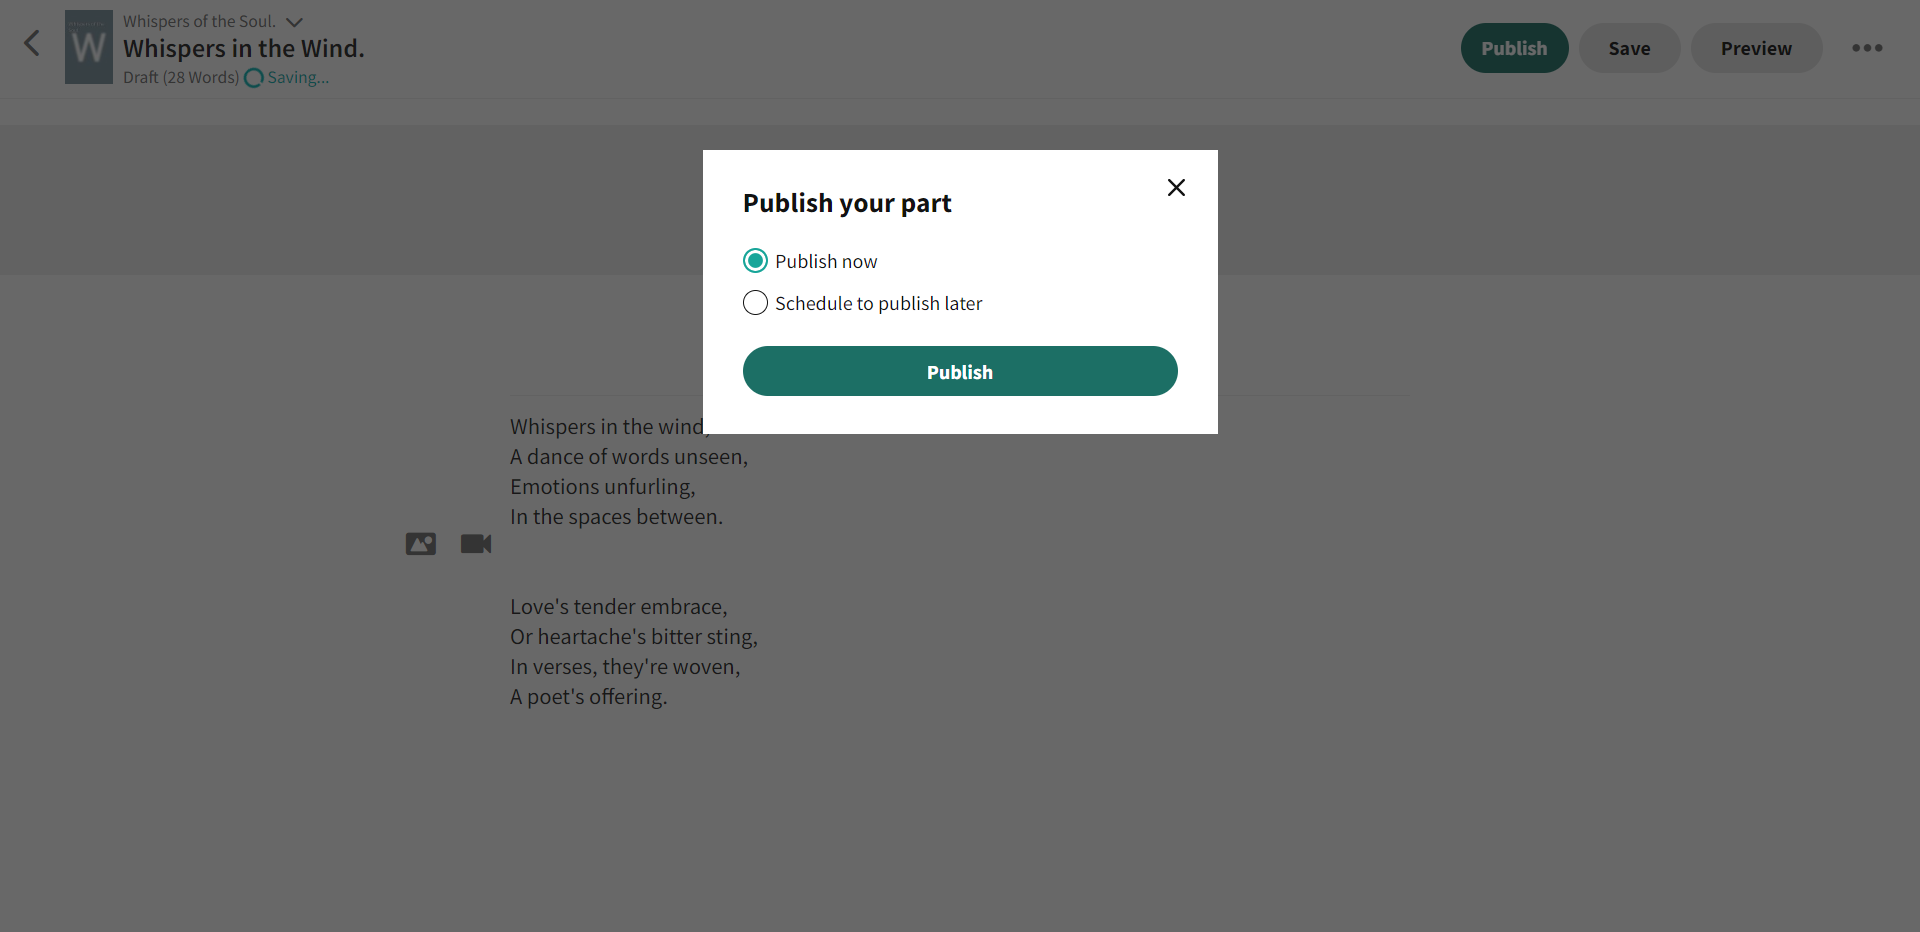 Whispers of the Soul.
Whispers in the Wind.
Draft (28 Words) Saving...
Publish
Save
Preview
W
Publish your part
Publish now
Schedule to publish later
Publish
Whispers in the wind,
A dance of words unseen,
Emotions unfurling,
In the spaces between.
Love's tender embrace,
Or heartache's bitter sting,
In verses, they're woven,
A poet's offering.